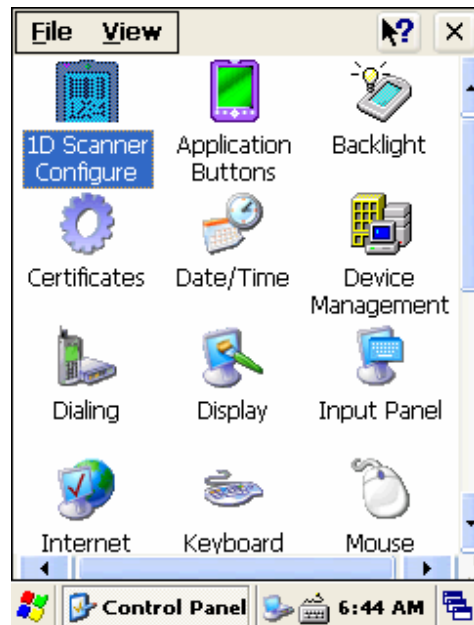 File View
1D Scanner Configure
Application Buttons
Backlight
Certificates
Date/Time
Device Management
Dialing
Display
Input Panel
Internet
Keyboard
Mouse
Control Panel
6:44 AM